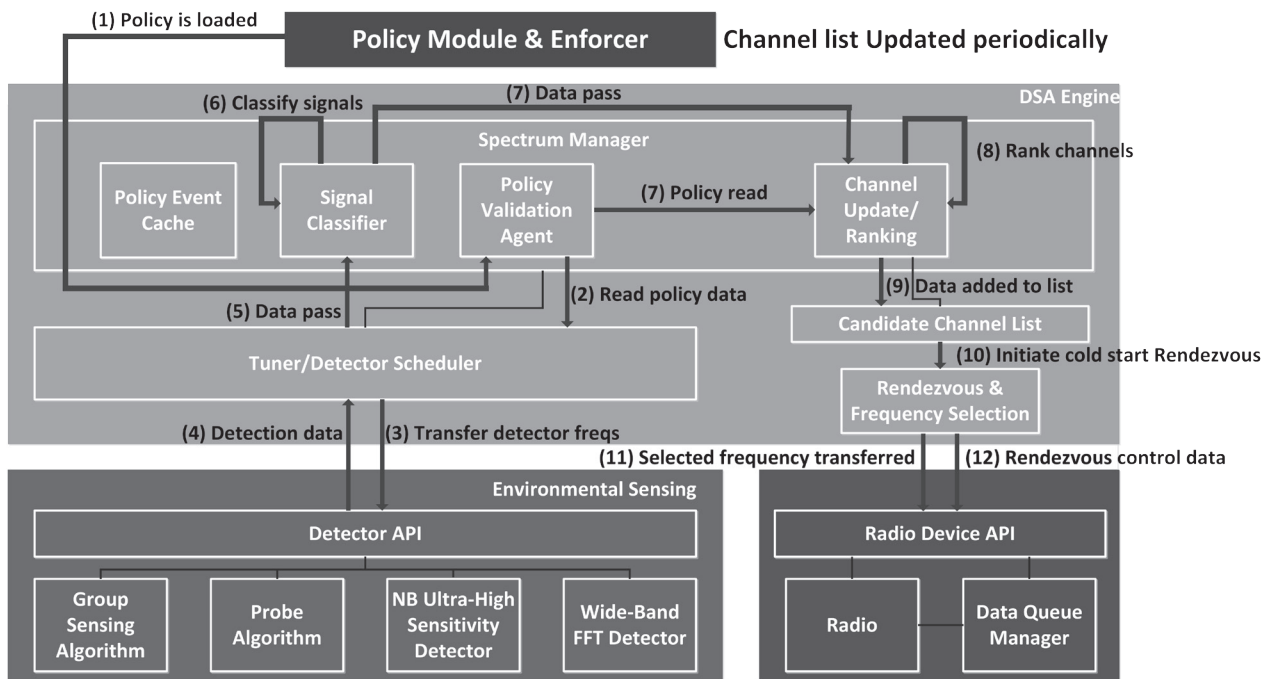 (1) Policy is loaded
Policy Module & Enforcer
Channel list Updated periodically
DSA Engine
(6) Classify signals
(7) Data pass
Spectrum Manager
(8) Rank channels
Policy Event
Cache
Signal
Classifier
Policy
Validation
Agent
(7) Policy read
Channel
Update/
Ranking
(5) Data pass
(2) Read policy data
(9) Data added to list
Candidate Channel List
Tuner/Detector Scheduler
(10) Initiate cold start Rendezvous
Rendezvous &
Frequency Selection
(4) Detection data
(3) Transfer detector freqs
(11) Selected frequency transferred
(12) Rendezvous control data
Environmental Sensing
Detector API
Radio Device API
Group
Sensing
Algorithm
Probe
Algorithm
NB Ultra-High
Sensitivity
Detector
Wide-Band
FFT Detector
Radio
Data Queue
Manager